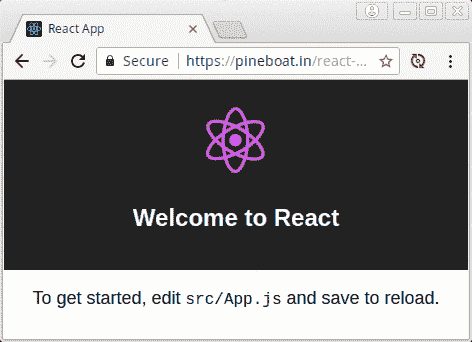 React App
Secure https://pineboat.in/react-...
Welcome to React
To get started, edit src/App.js and save to reload.